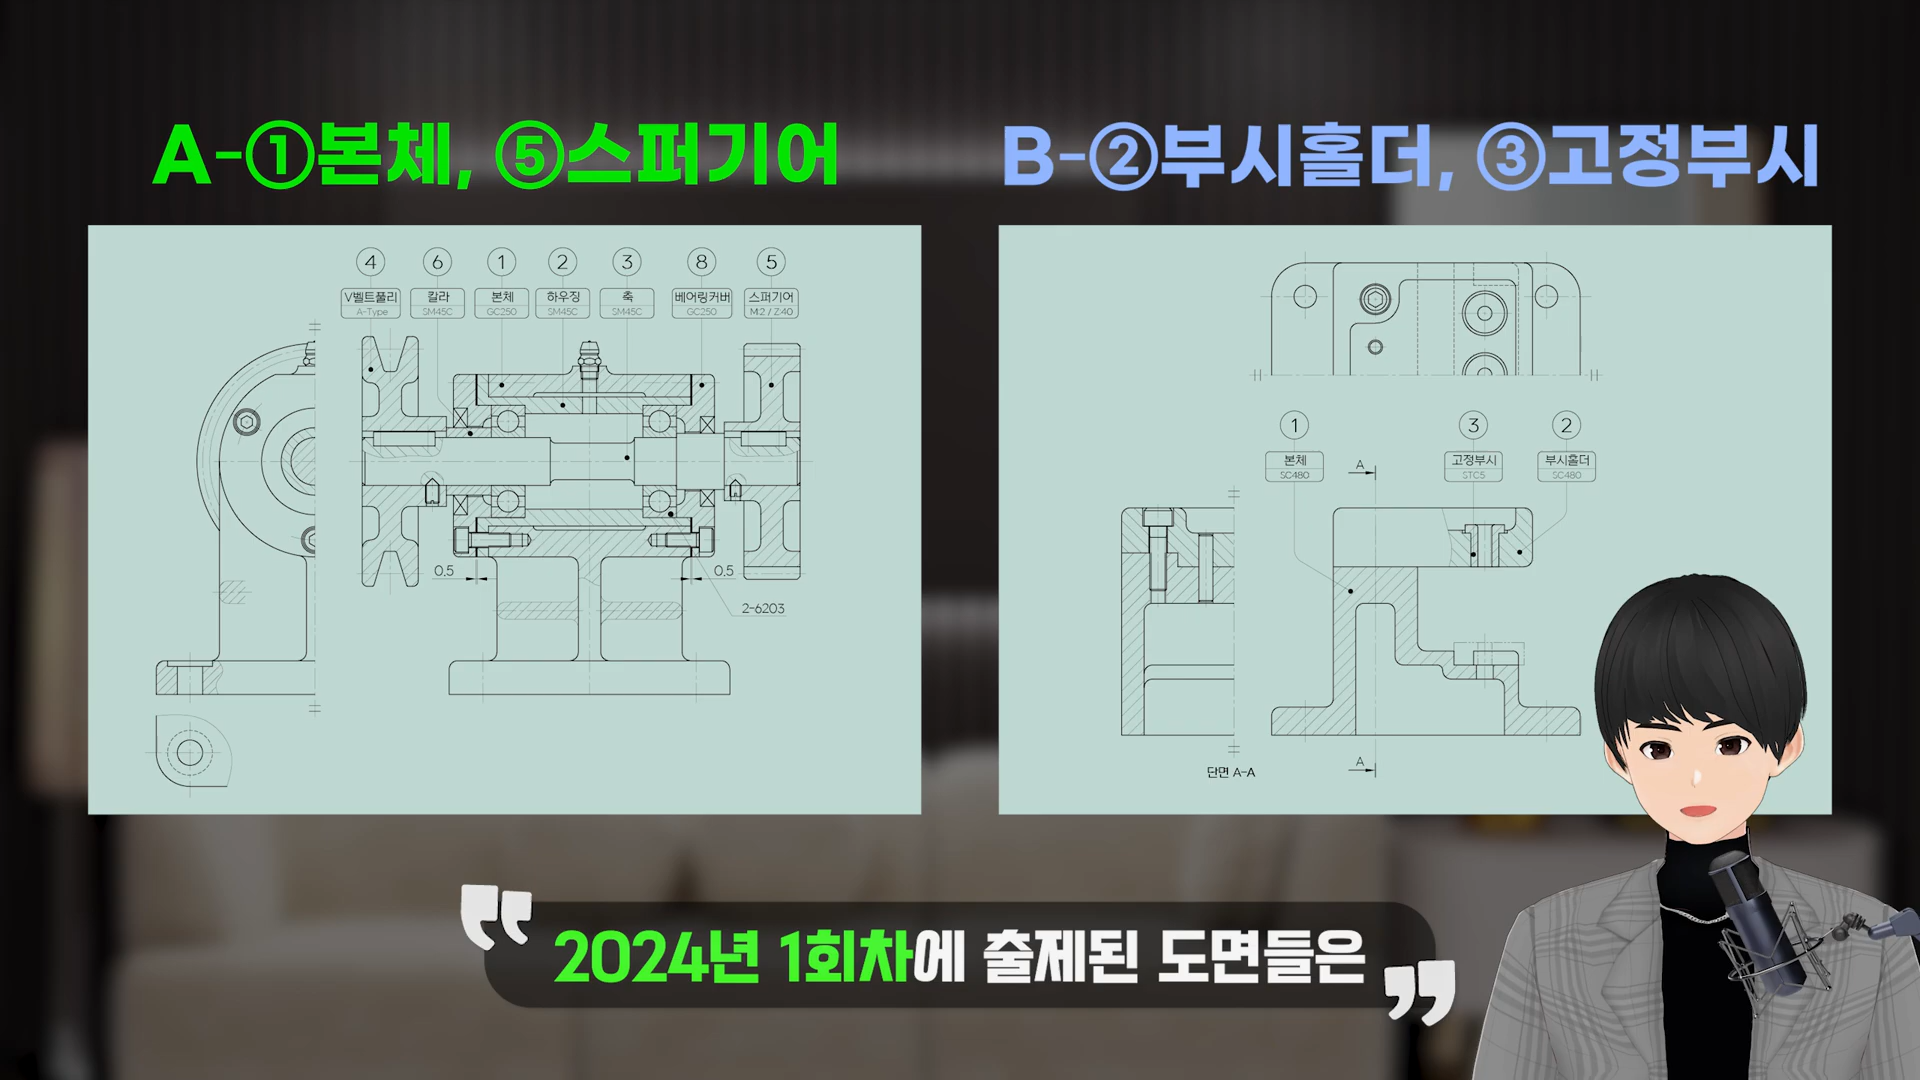 A-①본체, ⑤스퍼기어
B-②부시홀더, ③고정부시
4 6 1 2 3 8 5
V벨트풀리 칼라 본체 하우징 축 베어링커버 스퍼기어
A-Type SM45C GC250 SM45C SM45C GC250 M:2 / Z:40
0.5
0.5
2-6203
1 3 2
본체 고정부시 부시홀더
SC480 STC5 SC480
A
A
단면 A-A
2024년 1회차에 출제된 도면들은